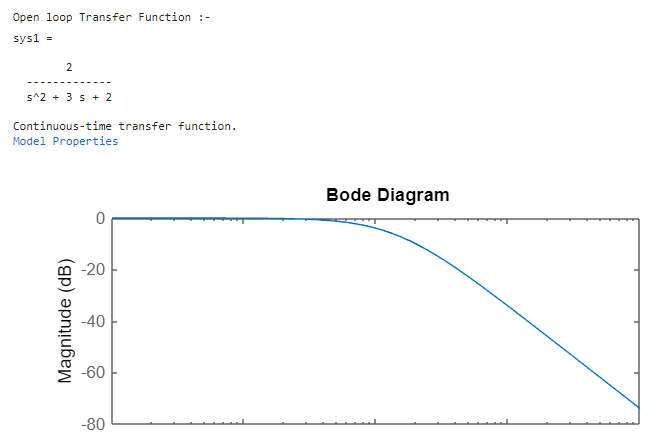 Open loop Transfer Function :-
sys1 =
2
-------------
s^2 + 3 s + 2
Continuous-time transfer function.
Model Properties
Bode Diagram
Magnitude (dB)
0
-20
-40
-60
-80